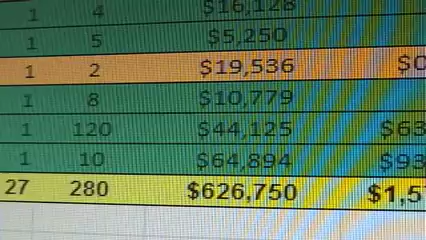 1 4 $16,128
1 5 $5,250
1 2 $19,536
1 8 $10,779
1 120 $44,125
1 10 $64,894
27 280 $626,750